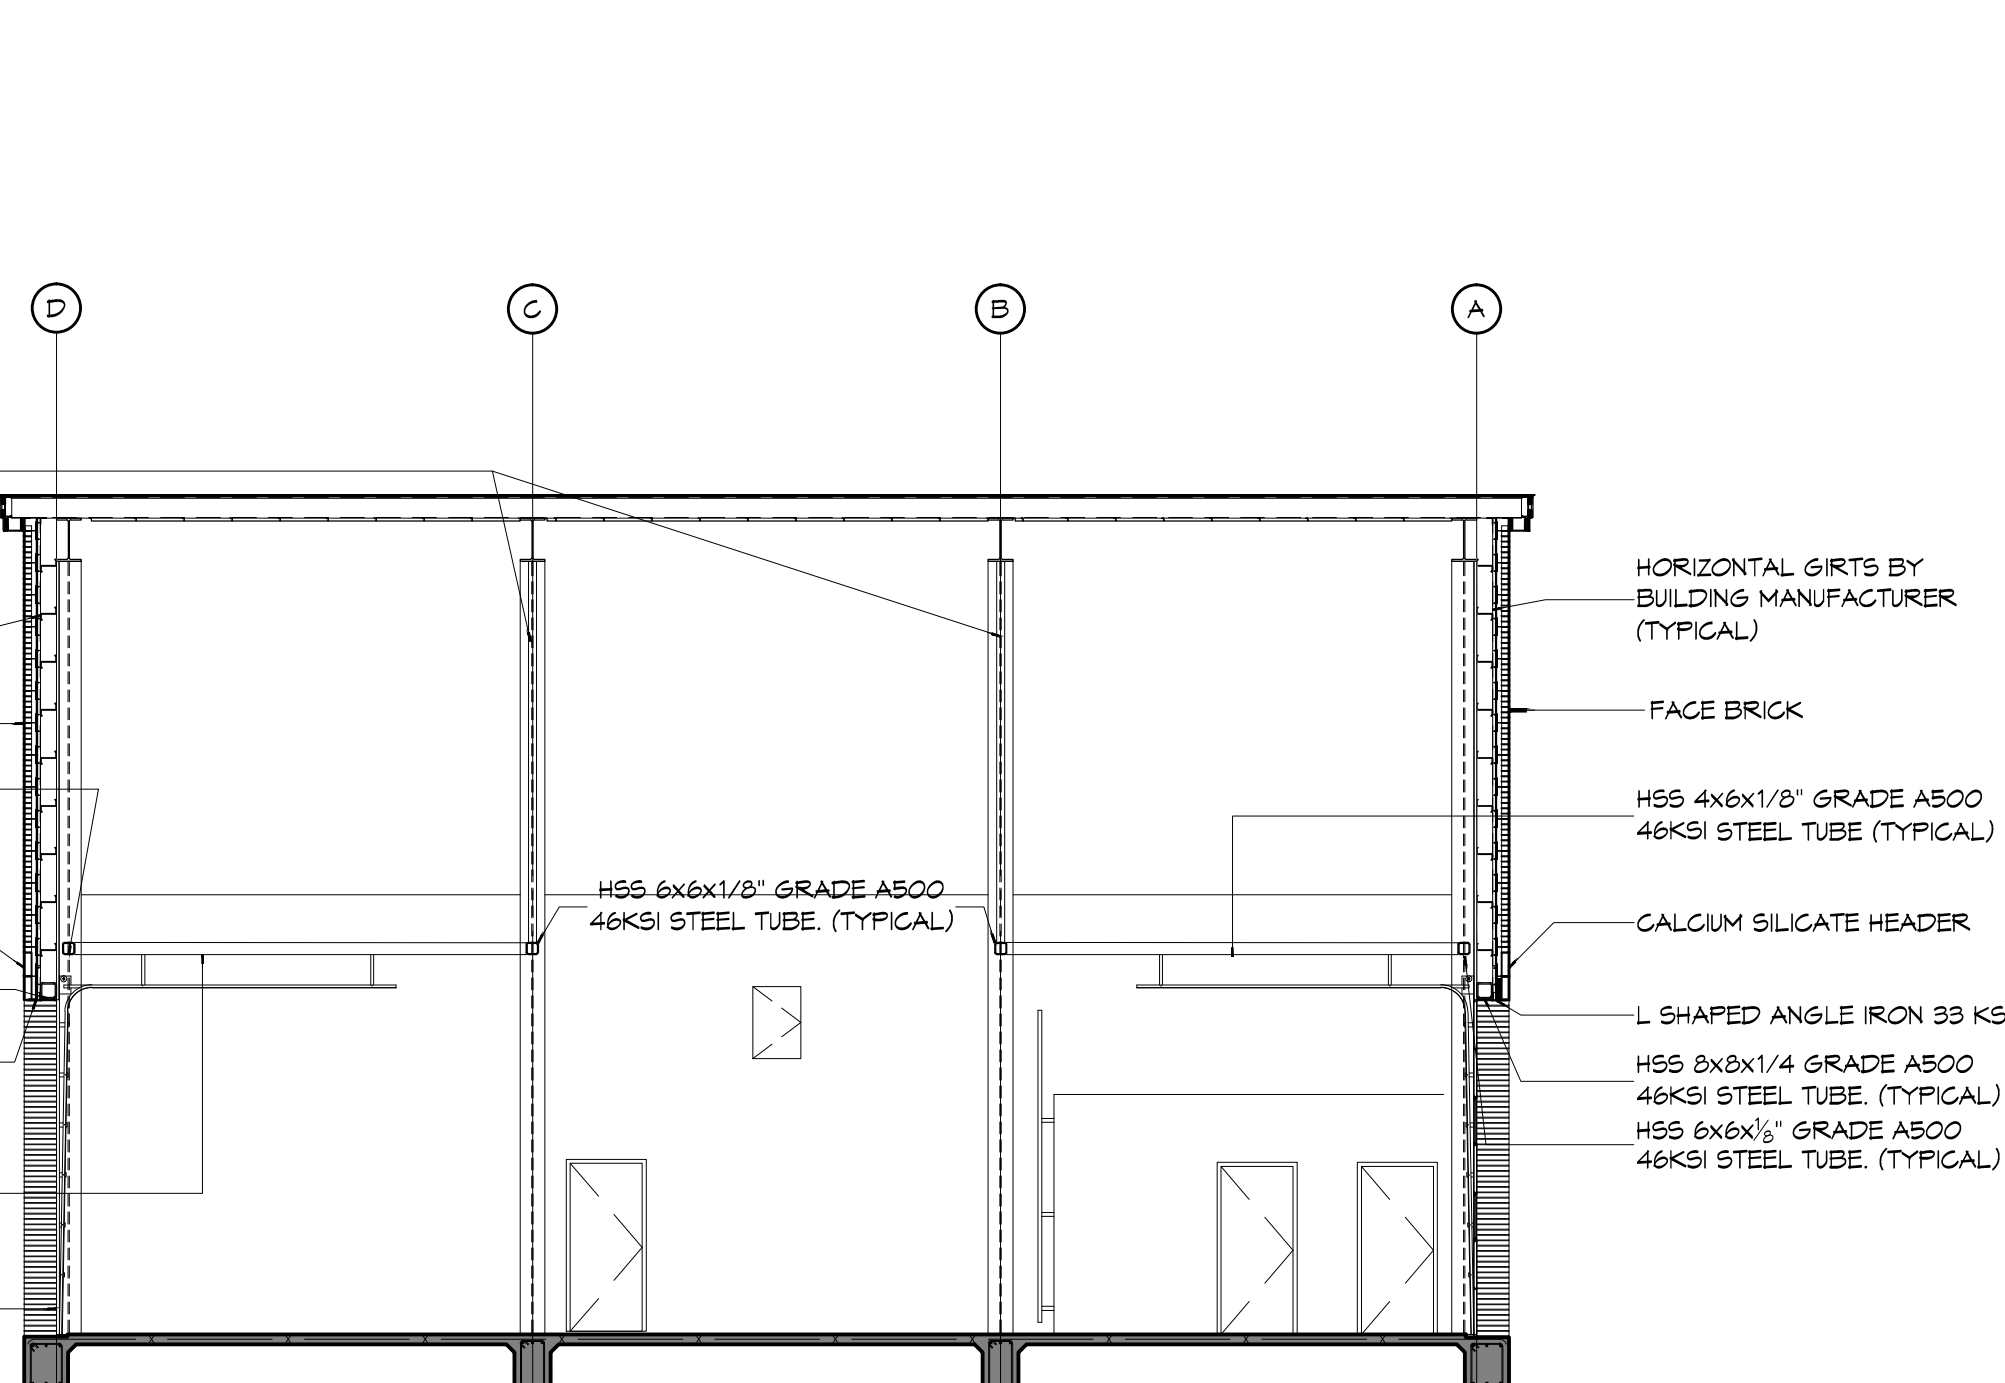 D
C
B
A
HORIZONTAL GIRTS BY
BUILDING MANUFACTURER
(TYPICAL)
FACE BRICK
HSS 4x6x1/8" GRADE A500
46KSI STEEL TUBE (TYPICAL)
HSS 6x6x1/8" GRADE A500
46KSI STEEL TUBE. (TYPICAL)
CALCIUM SILICATE HEADER
L SHAPED ANGLE IRON 33 KS
HSS 8x8x1/4 GRADE A500
46KSI STEEL TUBE. (TYPICAL)
HSS 6x6x⅛" GRADE A500
46KSI STEEL TUBE. (TYPICAL)